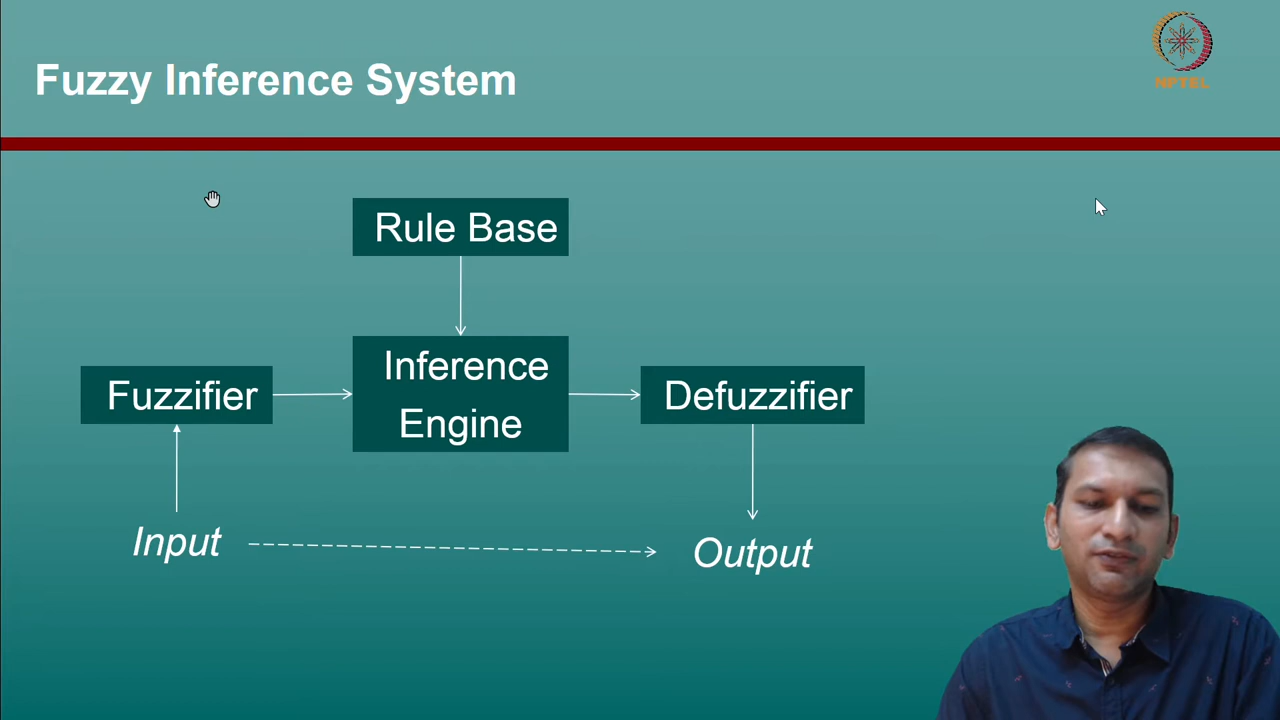 Fuzzy Inference System
NPTEL
Rule Base
Inference
Engine
Fuzzifier
Defuzzifier
Input
Output